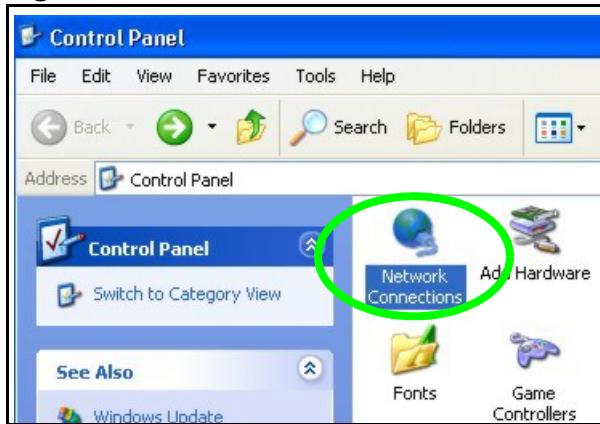 Control Panel
File Edit View Favorites Tools Help
Back Search Folders
Address Control Panel
Control Panel
Switch to Category View
See Also
Windows Update
Network Connections
Add Hardware
Fonts
Game Controllers